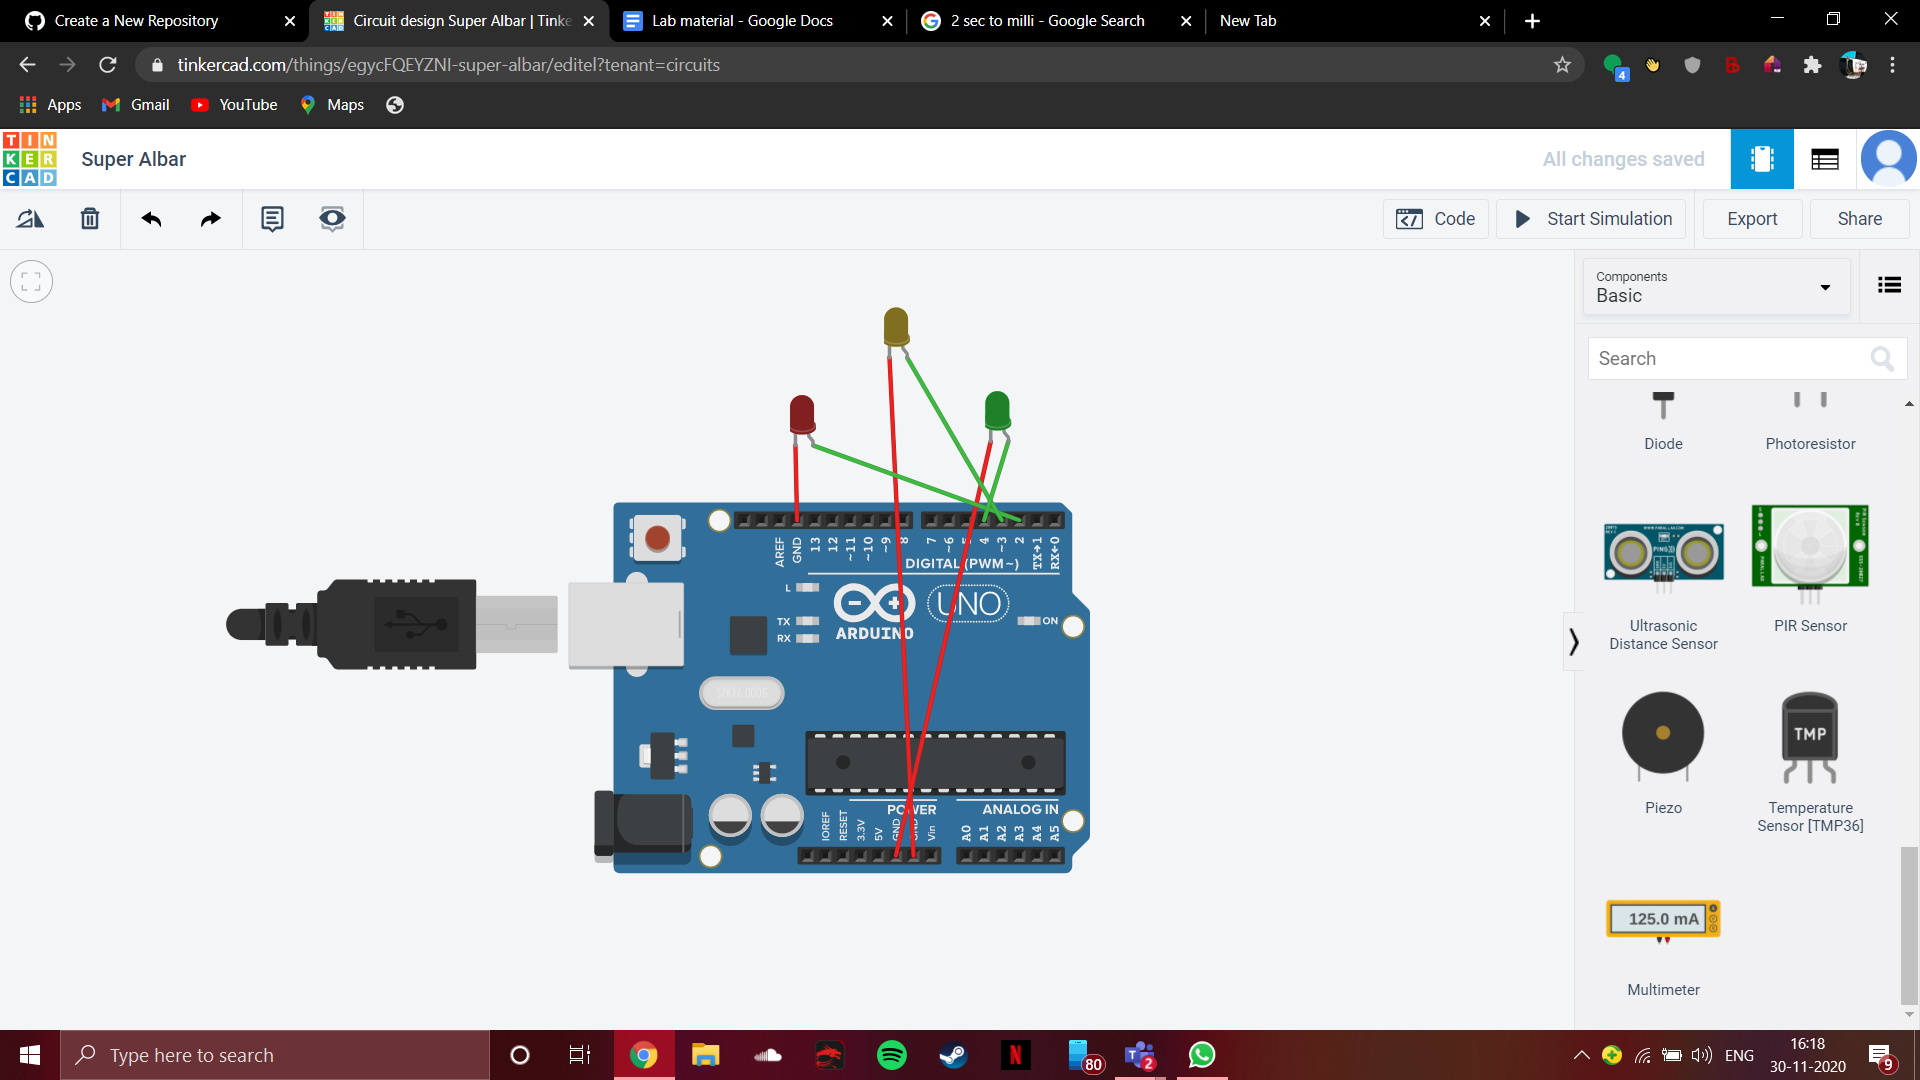 Create a New Repository
Circuit design Super Albar | Tinke
Lab material - Google Docs
2 sec to milli - Google Search
New Tab
tinkercad.com/things/egycFQEYZNI-super-albar/editel?tenant=circuits
4
Apps
Gmail
YouTube
Maps
TIN
KER
CAD
Super Albar
All changes saved
Code
Start Simulation
Export
Share
Components
Basic
Search
Diode
Photoresistor
Ultrasonic
Distance Sensor
PIR Sensor
TMP
Piezo
Temperature
Sensor [TMP36]
125.0 mA
Multimeter
AREF
GND
13
12
~11
~10
~9
8
7
~6
5
4
~3
2
TX→1
RX←0
DIGITAL (PWM~)
L
TX
RX
ARDUINO
UNO
ON
POWER
ANALOG IN
IOREF
RESET
3.3V
5V
GND
GND
Vin
A0
A1
A2
A3
A4
A5
Type here to search
80
2
ENG
16:18
30-11-2020
9